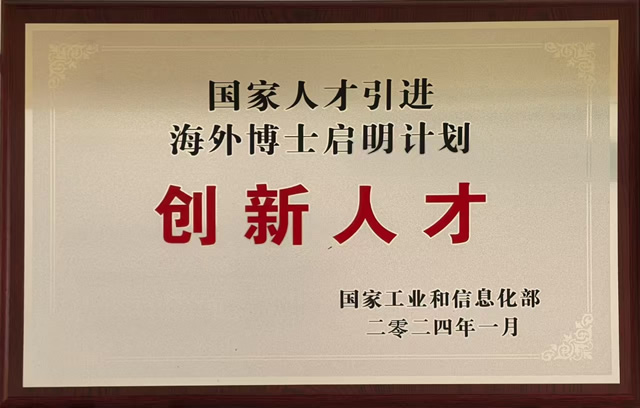 国家人才引进
海外博士启明计划
创新人才
国家工业和信息化部
二零二四年一月